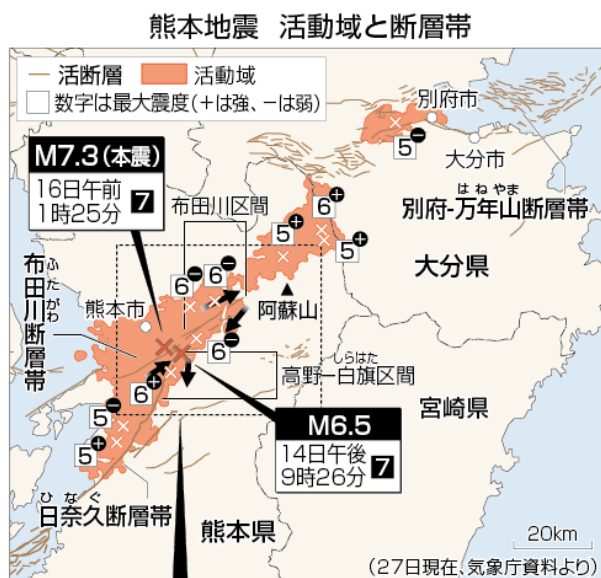 熊本地震 活動域と断層帯
活断層 活動域
数字は最大震度(+は強、−は弱)
別府市
5−
大分市
はねやま
別府-万年山断層帯
M7.3(本震)
16日午前
1時25分 7
布田川区間
6+
5+
5+
大分県
ふたがわ
布田川断層帯
6−
6−
熊本市
阿蘇山
6−
しらはた
高野―白旗区間
6+
宮崎県
M6.5
14日午後
9時26分 7
5−
5+
ひなぐ
日奈久断層帯
熊本県
20km
(27日現在、気象庁資料より)